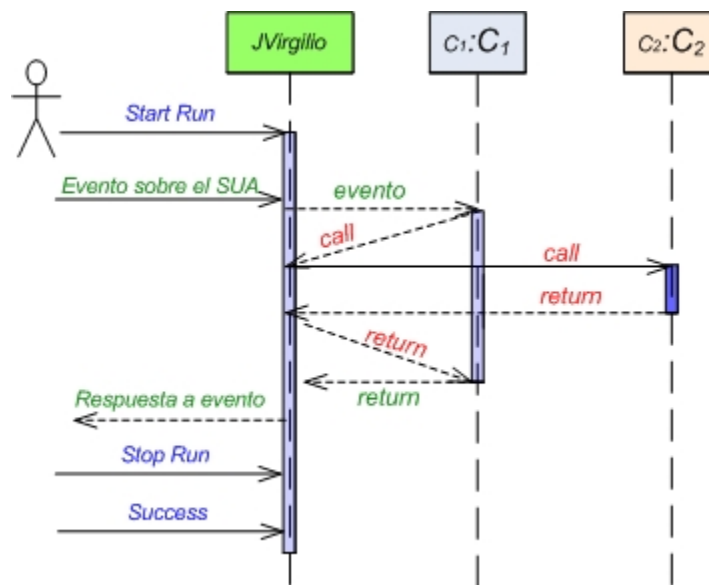 JVirgilio
C1:C1
C2:C2
Start Run
Evento sobre el SUA
evento
call
call
return
return
return
Respuesta a evento
Stop Run
Success